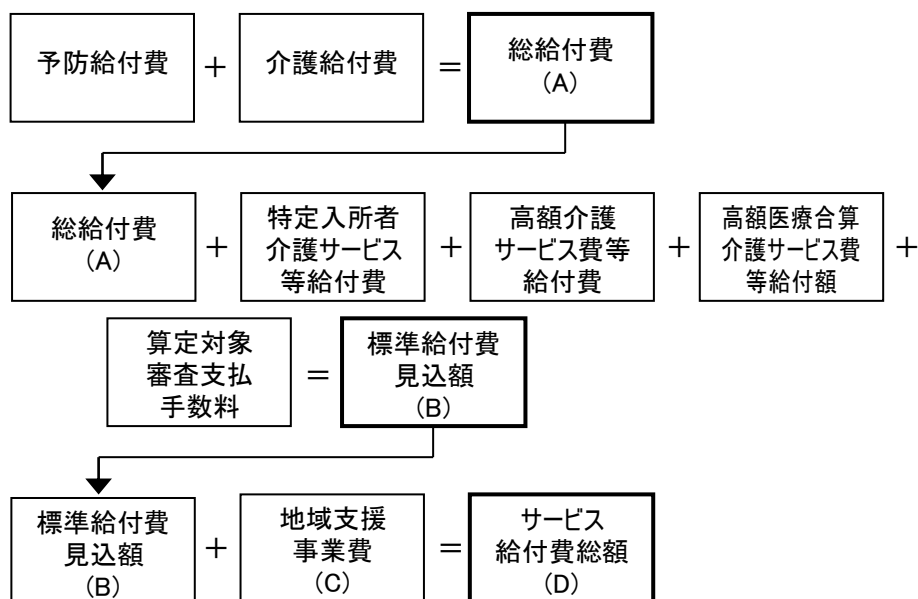 予防給付費 + 介護給付費 = 総給付費
(A)
総給付費
(A)
+
特定入所者
介護サービス
等給付費
+
高額介護
サービス費等
給付費
+
高額医療合算
介護サービス費
等給付額
+
算定対象
審査支払
手数料
=
標準給付費
見込額
(B)
標準給付費
見込額
(B)
+
地域支援
事業費
(C)
=
サービス
給付費総額
(D)